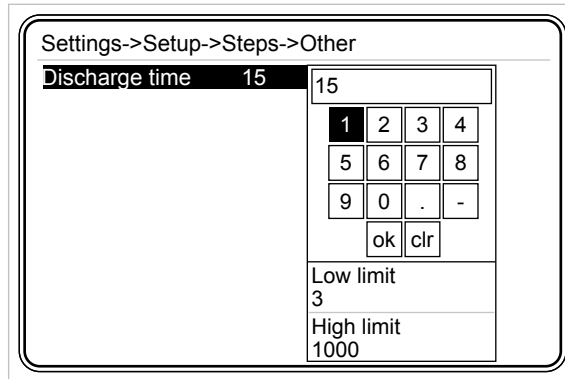 Settings->Setup->Steps->Other
Discharge time 15
15
1 2 3 4
5 6 7 8
9 0 . -
ok clr
Low limit
3
High limit
1000